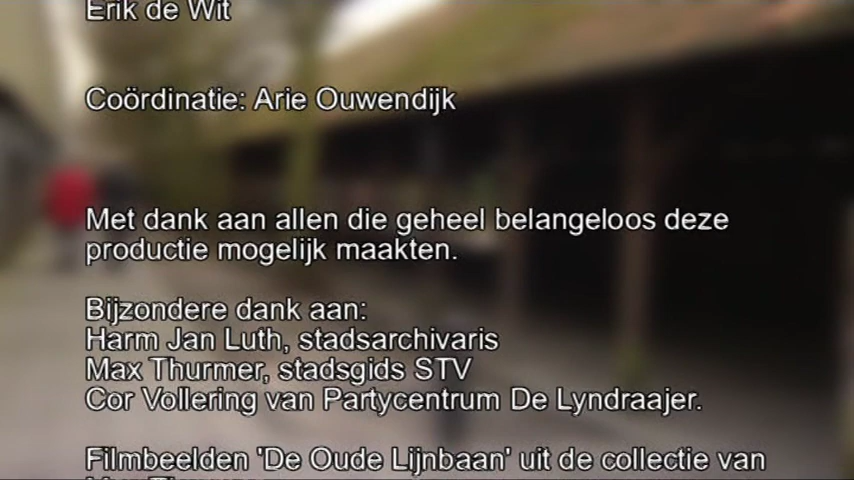 Erik de Wit
Coördinatie: Arie Ouwendijk
Met dank aan allen die geheel belangeloos deze
productie mogelijk maakten.
Bijzondere dank aan:
Harm Jan Luth, stadsarchivaris
Max Thurmer, stadsgids STV
Cor Vollering van Partycentrum De Lyndraajer.
Filmbeelden 'De Oude Lijnbaan' uit de collectie van